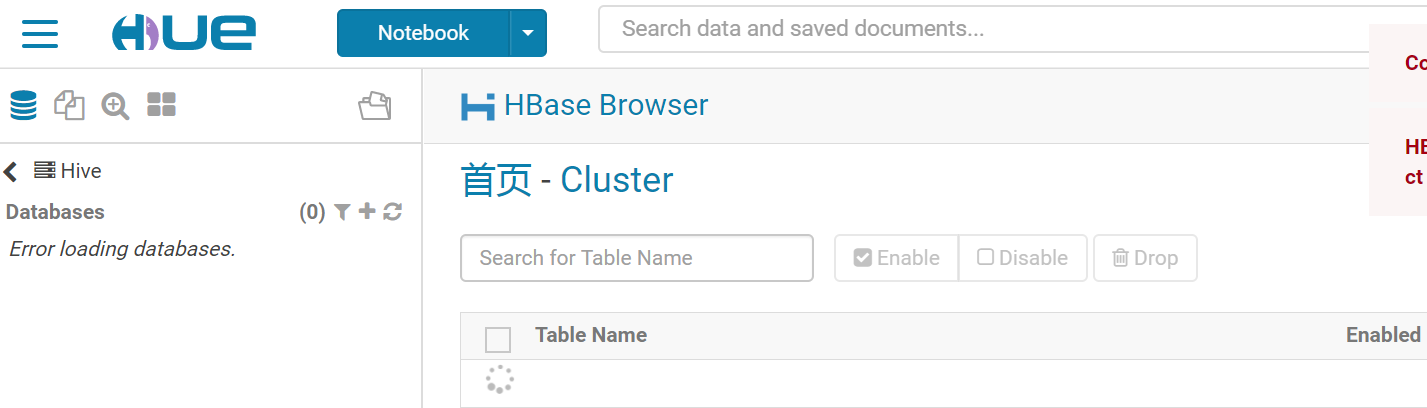 HUE
Notebook
Search data and saved documents...
Co
HBase Browser
HB
ct
Hive
首页 - Cluster
Databases (0)
Error loading databases.
Search for Table Name
Enable
Disable
Drop
Table Name
Enabled